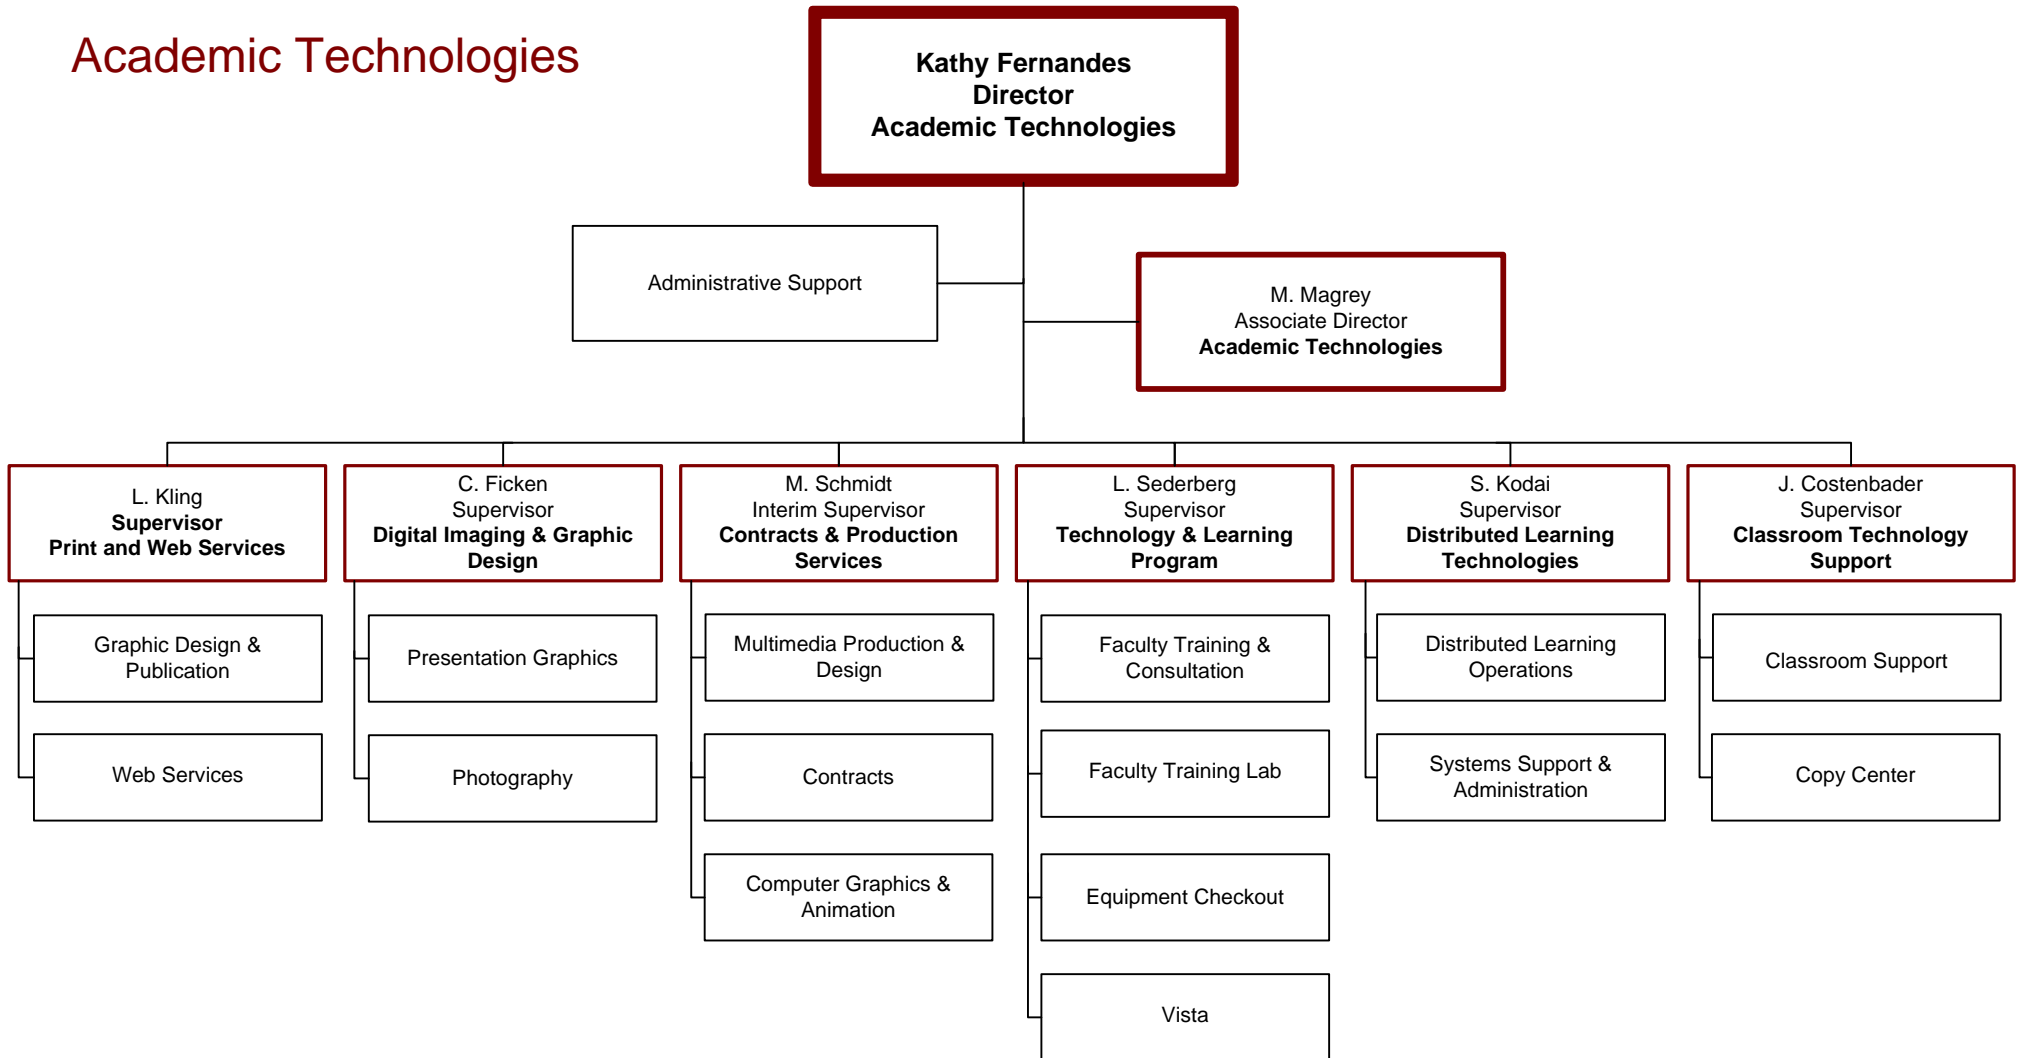 Academic Technologies
Kathy Fernandes
Director
Academic Technologies
Administrative Support
M. Magrey
Associate Director
Academic Technologies
L. Kling
Supervisor
Print and Web Services
C. Ficken
Supervisor
Digital Imaging & Graphic
Design
M. Schmidt
Interim Supervisor
Contracts & Production
Services
L. Sederberg
Supervisor
Technology & Learning
Program
S. Kodai
Supervisor
Distributed Learning
Technologies
J. Costenbader
Supervisor
Classroom Technology
Support
Graphic Design &
Publication
Web Services
Presentation Graphics
Photography
Multimedia Production &
Design
Contracts
Computer Graphics &
Animation
Faculty Training &
Consultation
Faculty Training Lab
Equipment Checkout
Vista
Distributed Learning
Operations
Systems Support &
Administration
Classroom Support
Copy Center